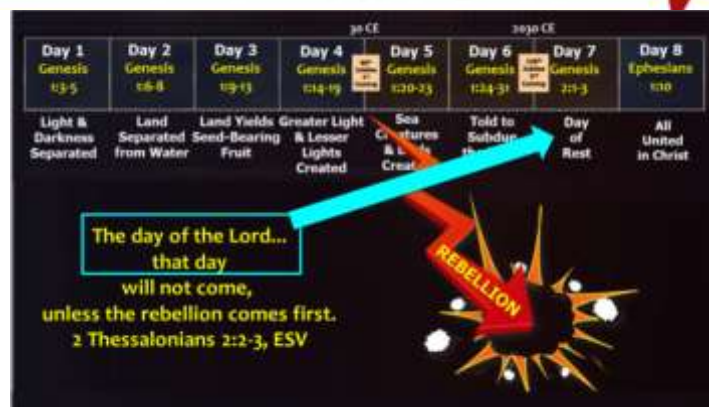 30 CE
2030 CE
Day 1
Genesis
1:3-5
Day 2
Genesis
1:6-8
Day 3
Genesis
1:9-13
Day 4
Genesis
1:14-19
Day 5
Genesis
1:20-23
Day 6
Genesis
1:24-31
Day 7
Genesis
2:1-3
Day 8
Ephesians
1:10
Light &
Darkness
Separated
Land
Separated
from Water
Land Yields
Seed-Bearing
Fruit
Greater Light
& Lesser
Lights
Created
Sea
&
Told to
Subdue
Day
of
Rest
All
United
in Christ
The day of the Lord...
that day
will not come,
unless the rebellion comes first.
2 Thessalonians 2:2-3, ESV
REBELLION